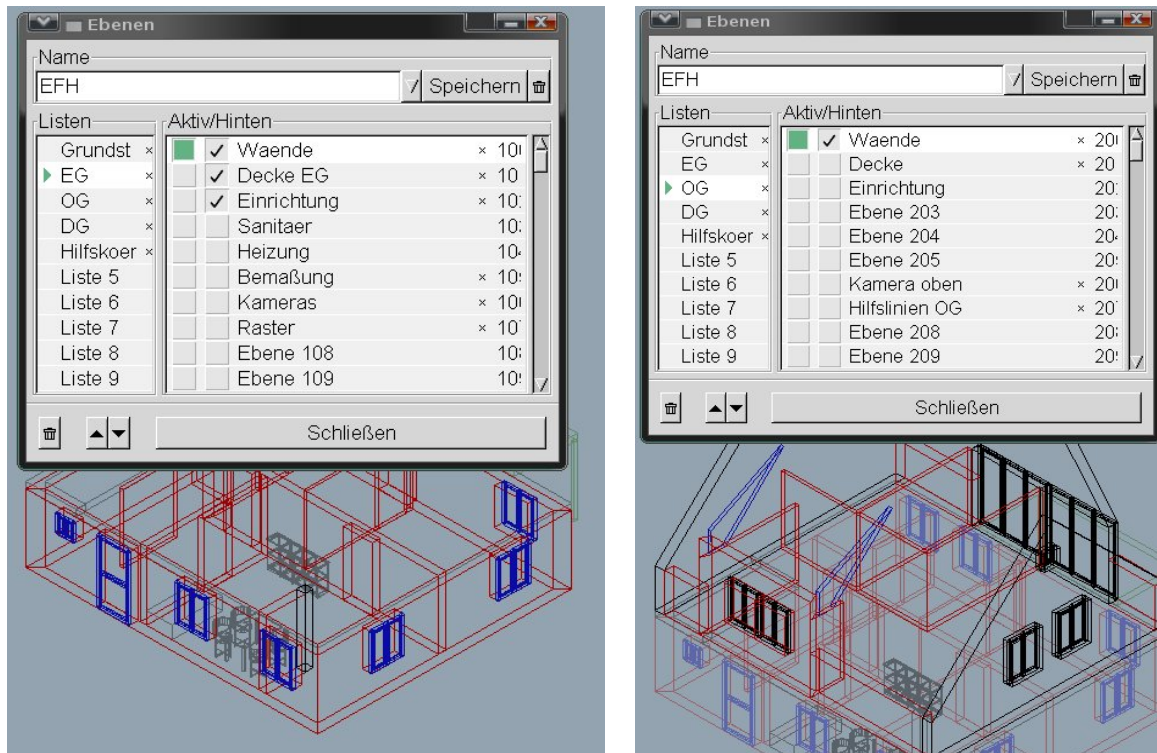 Ebenen
Name
EFH
Speichern
Listen
Aktiv/Hinten
Grundst × Waende ×
EG × Decke EG × 10
OG × Einrichtung ×
DG × Sanitaer
Hilfskoer × Heizung
Liste 5 Bemaßung ×
Liste 6 Kameras ×
Liste 7 Raster ×
Liste 8 Ebene 108
Liste 9 Ebene 109
Schließen
Ebenen
Name
EFH
Speichern
Listen
Aktiv/Hinten
Grundst × Waende ×
EG × Decke × 20
OG × Einrichtung
DG × Ebene 203
Hilfskoer × Ebene 204
Liste 5 Ebene 205
Liste 6 Kamera oben ×
Liste 7 Hilfslinien OG ×
Liste 8 Ebene 208
Liste 9 Ebene 209
Schließen